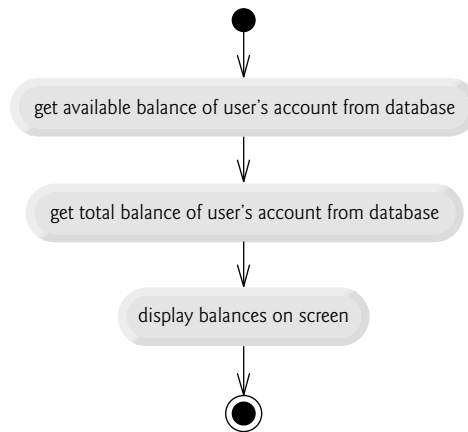 get available balance of user’s account from database
get total balance of user’s account from database
display balances on screen